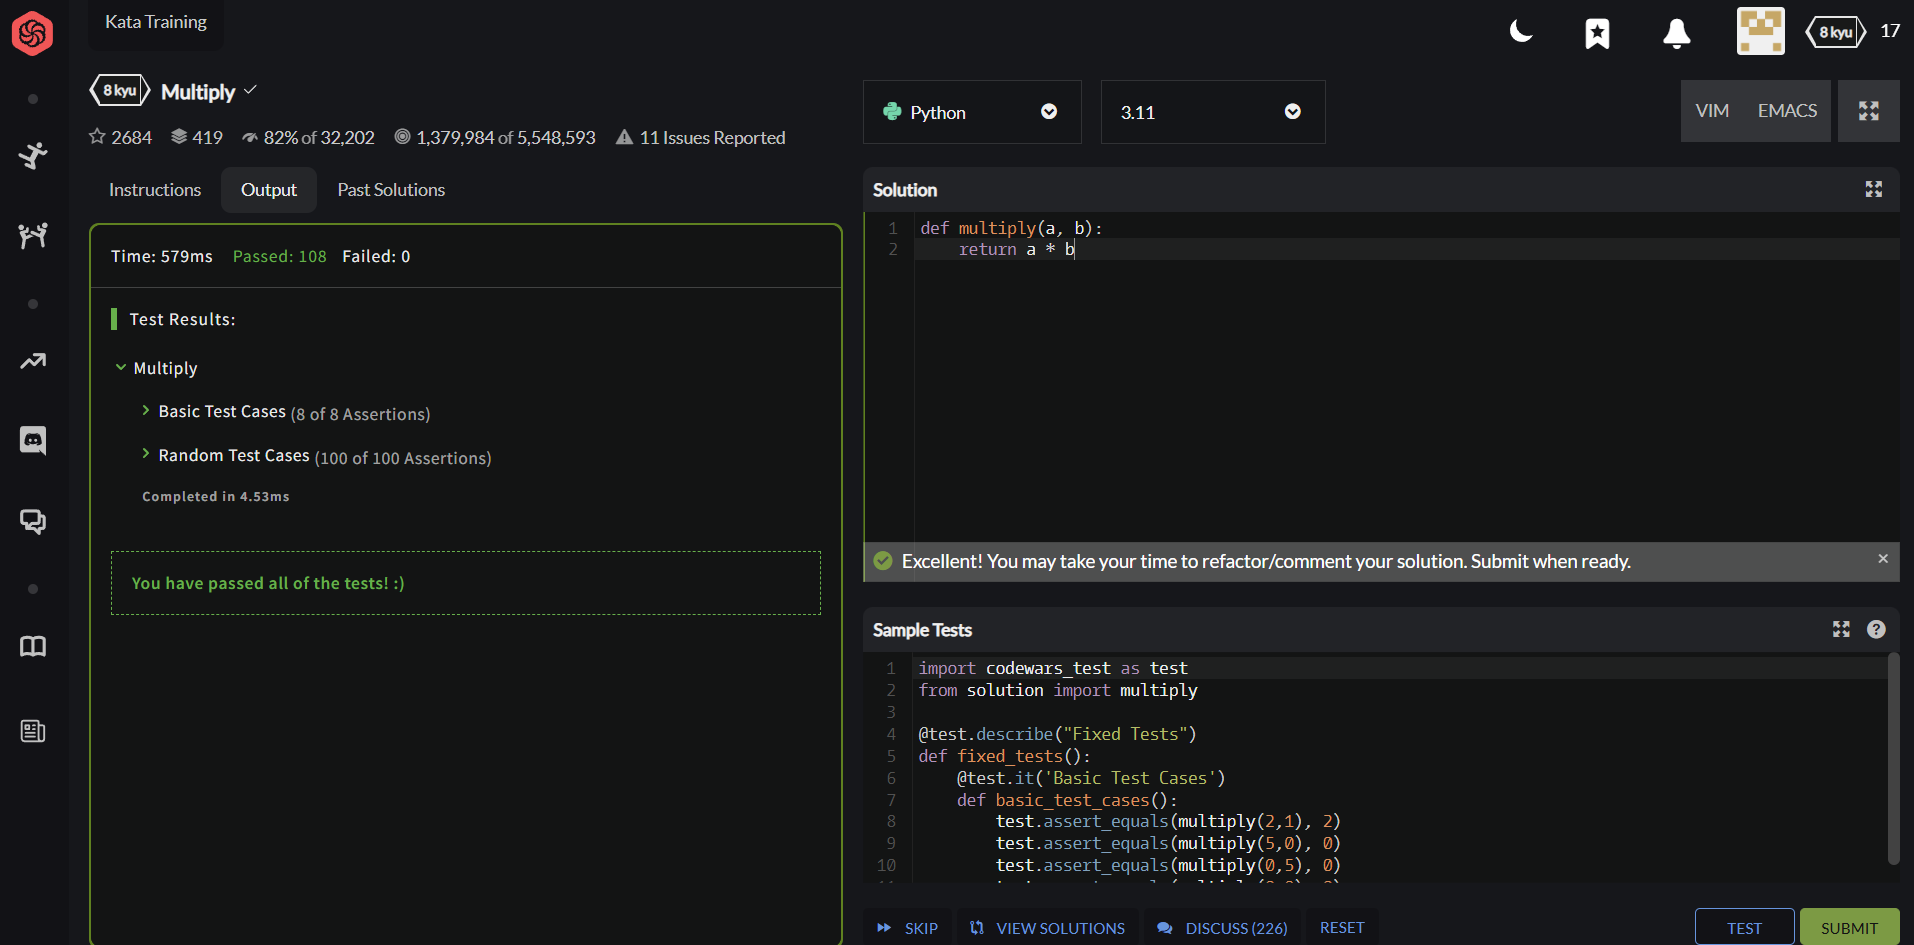 Kata Training
8 kyu 17
8 kyu Multiply
2684 419 82% of 32,202 1,379,984 of 5,548,593 11 Issues Reported
Python 3.11 VIM EMACS
Instructions Output Past Solutions
Time: 579ms Passed: 108 Failed: 0
Test Results:
Multiply
Basic Test Cases (8 of 8 Assertions)
Random Test Cases (100 of 100 Assertions)
Completed in 4.53ms
You have passed all of the tests! :)
Solution
1 def multiply(a, b):
2 return a * b
Excellent! You may take your time to refactor/comment your solution. Submit when ready.
Sample Tests
1 import codewars_test as test
2 from solution import multiply
3
4 @test.describe("Fixed Tests")
5 def fixed_tests():
6 @test.it('Basic Test Cases')
7 def basic_test_cases():
8 test.assert_equals(multiply(2,1), 2)
9 test.assert_equals(multiply(5,0), 0)
10 test.assert_equals(multiply(0,5), 0)
SKIP VIEW SOLUTIONS DISCUSS (226) RESET TEST SUBMIT